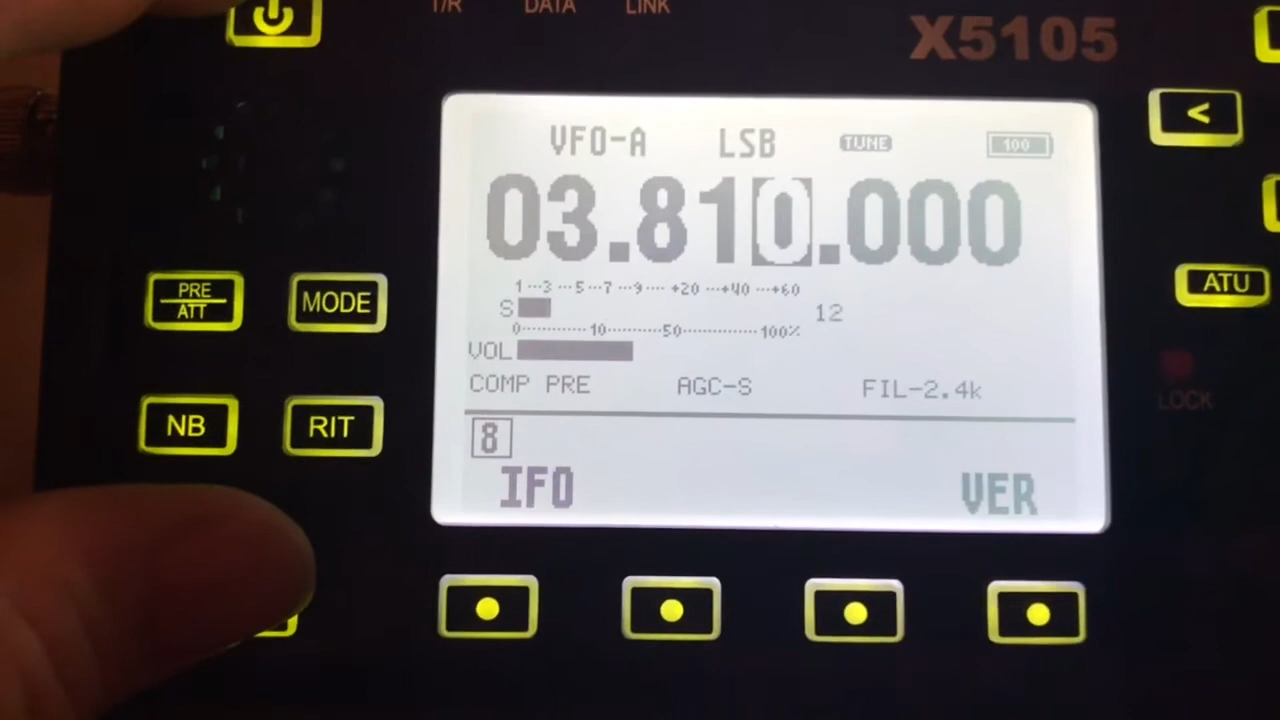 T/R DATA LINK
X5105
<
VFO-A LSB TUNE 100
03.810.000
1···3···5···7···9···· +20 ···+40 ···+60
S 12
0·········10·········50·········100%
VOL
COMP PRE AGC-S FIL-2.4k
8
IFO VER
PRE
ATT
MODE
NB
RIT
ATU
LOCK